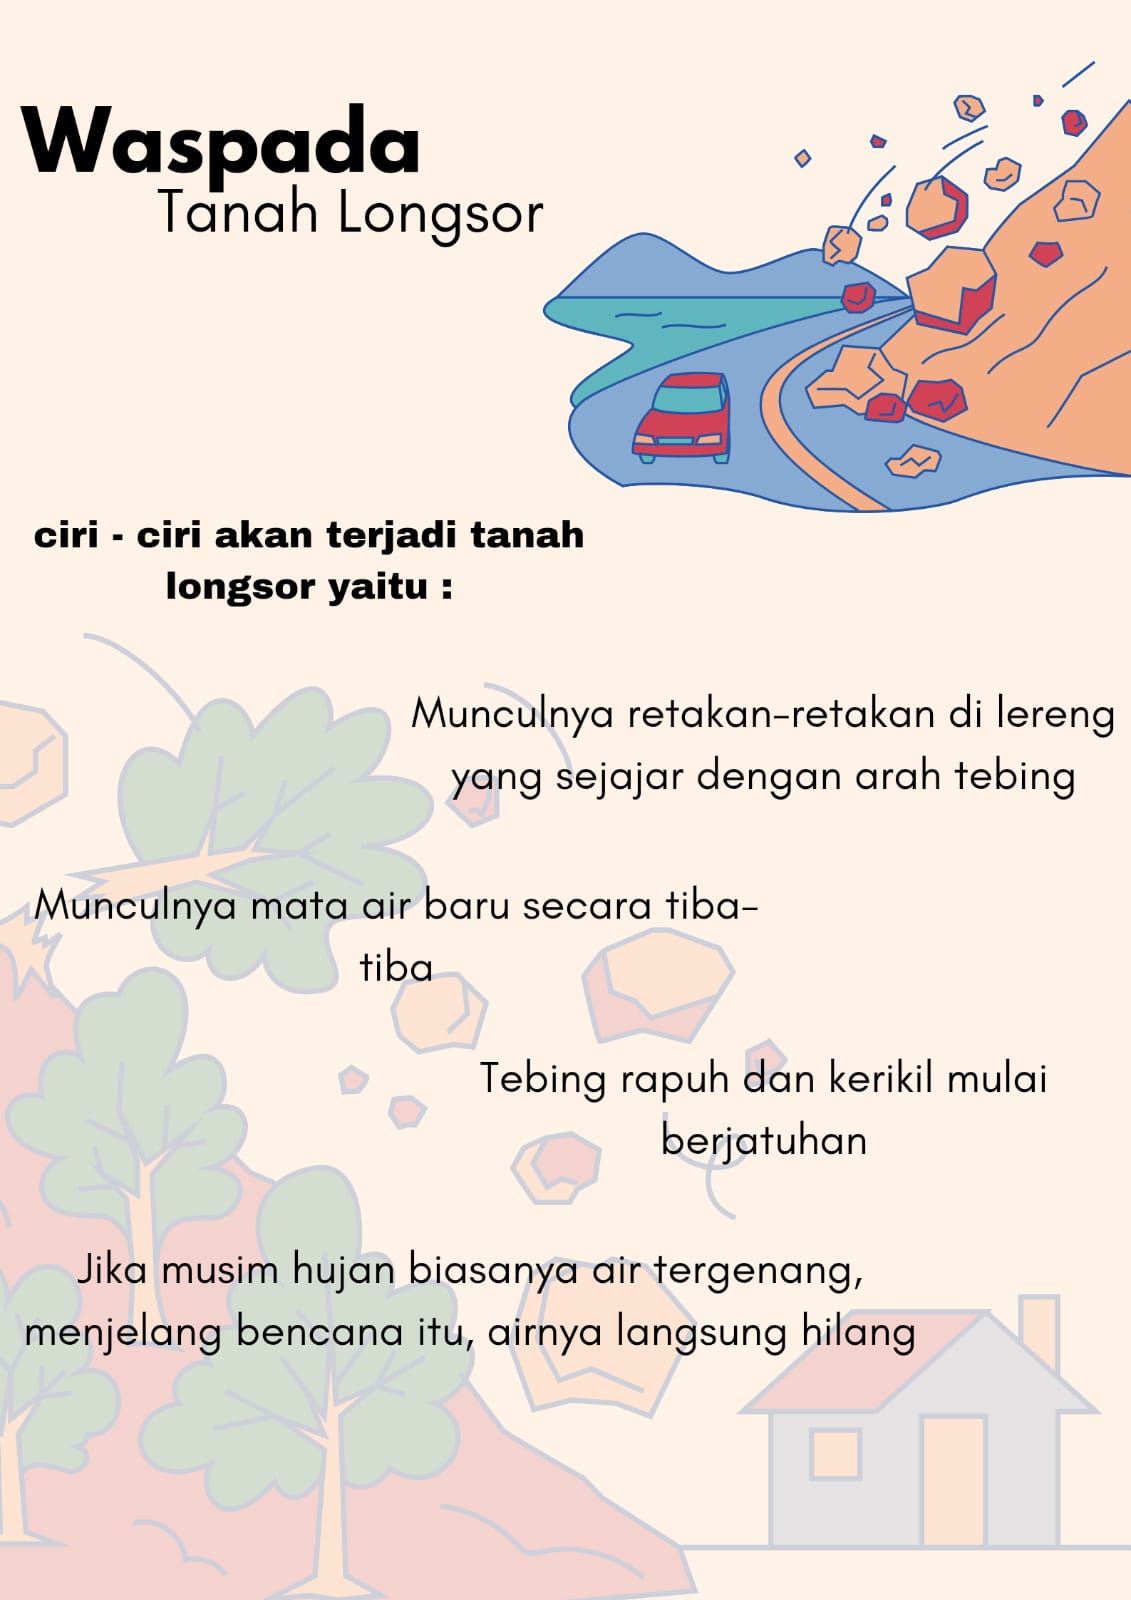 Waspada
Tanah Longsor
ciri - ciri akan terjadi tanah
longsor yaitu :
Munculnya retakan-retakan di lereng
yang sejajar dengan arah tebing
Munculnya mata air baru secara tiba-
tiba
Tebing rapuh dan kerikil mulai
berjatuhan
Jika musim hujan biasanya air tergenang,
menjelang bencana itu, airnya langsung hilang